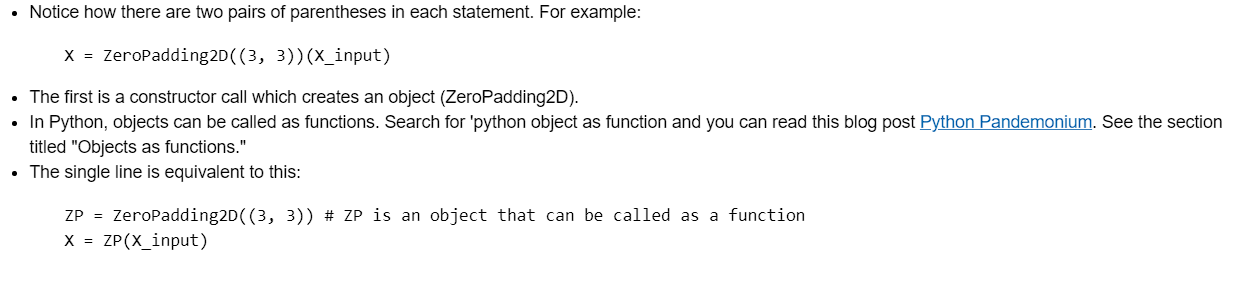 • Notice how there are two pairs of parentheses in each statement. For example:
X = ZeroPadding2D((3, 3))(X_input)
• The first is a constructor call which creates an object (ZeroPadding2D).
• In Python, objects can be called as functions. Search for 'python object as function and you can read this blog post Python Pandemonium. See the section
titled "Objects as functions."
• The single line is equivalent to this:
ZP = ZeroPadding2D((3, 3)) # ZP is an object that can be called as a function
X = ZP(X_input)